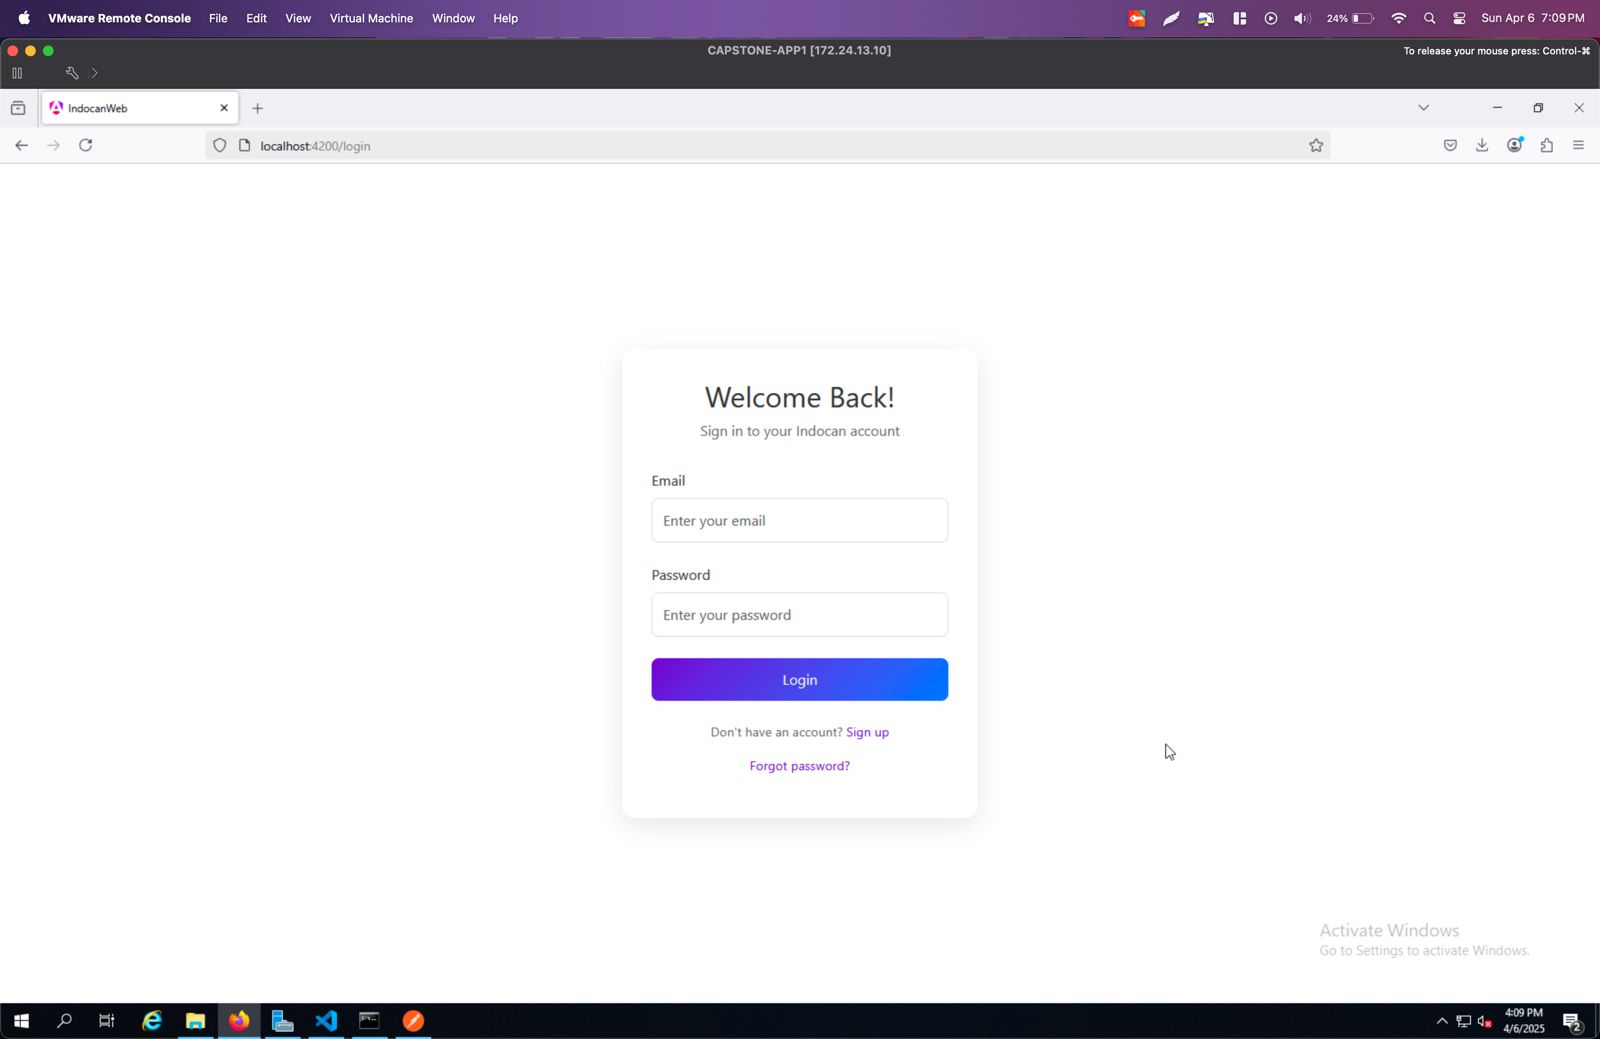 VMware Remote Console File Edit View Virtual Machine Window Help 24% Sun Apr 6 7:09 PM
CAPSTONE-APP1 [172.24.13.10] To release your mouse press: Control-⌘
IndocanWeb
localhost:4200/login
Welcome Back!
Sign in to your Indocan account
Email
Enter your email
Password
Enter your password
Login
Don't have an account? Sign up
Forgot password?
Activate Windows
Go to Settings to activate Windows.
4:09 PM
4/6/2025
2